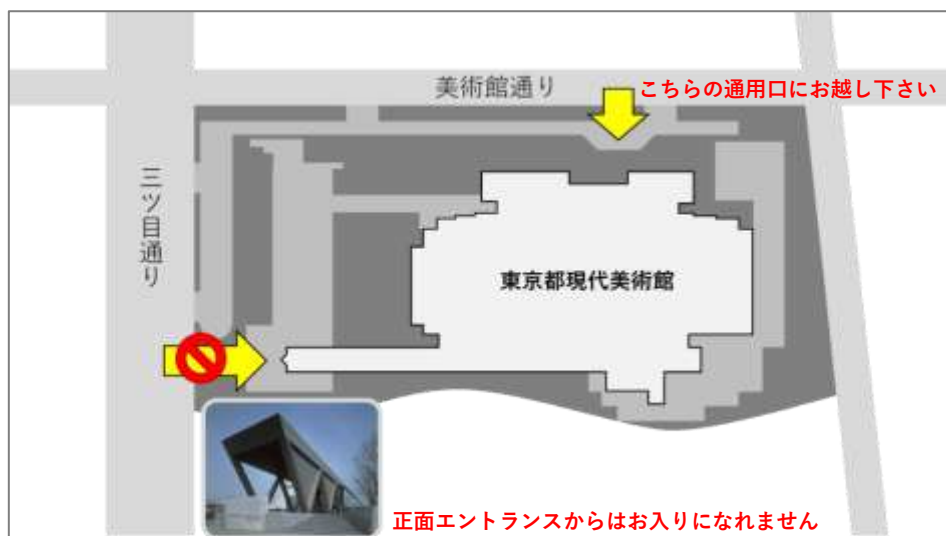 美術館通り
こちらの通用口にお越し下さい
三ツ目通り
東京都現代美術館
正面エントランスからはお入りになれません